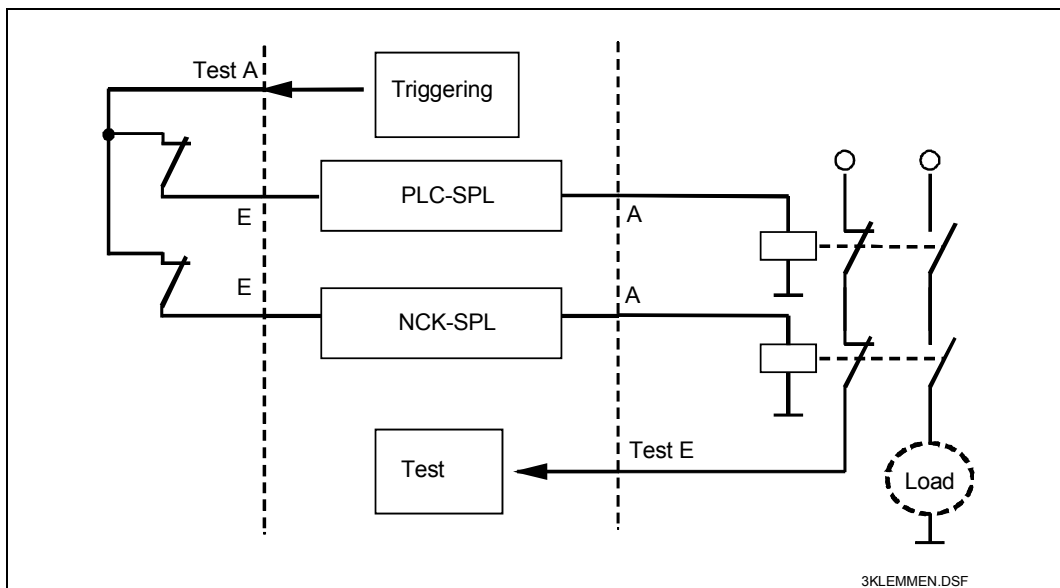 Test A
Triggering
PLC-SPL
E
A
E
A
NCK-SPL
Test E
Test
Load
3KLEMMEN.DSF